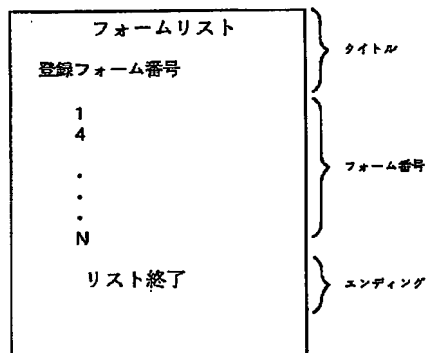 フォームリスト
タイトル
登録フォーム番号
1
4
.
.
.
N
フォーム番号
リスト終了
エンディング